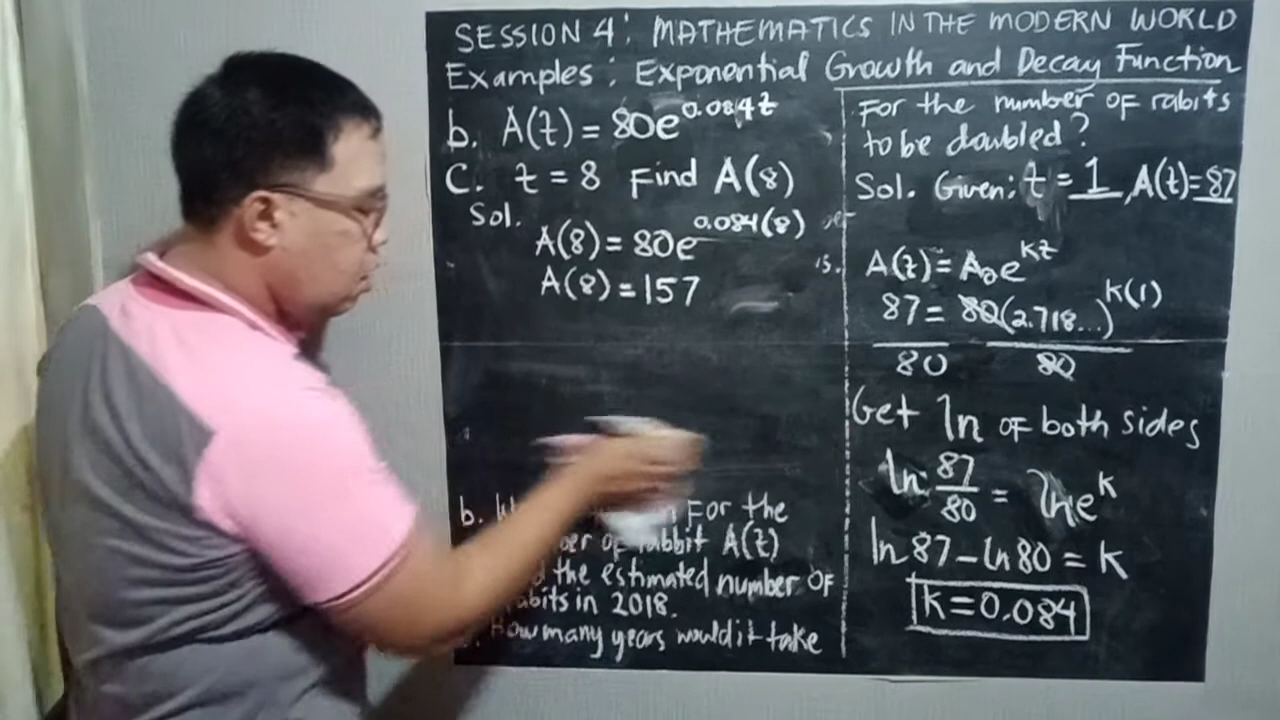 SESSION 4: MATHEMATICS IN THE MODERN WORLD
Examples: Exponential Growth and Decay Function
b. A(t) = 80e^0.084t
C. t = 8 Find A(8)
Sol.
A(8) = 80e^0.084(8)
A(8) = 157
b. For the
of rabbit A(t)
the estimated number of
in 2018.
How many years would it take
For the number of rabits
to be doubled?
Sol. Given: t = 1, A(t) = 87
A(t) = A₀e^kt
87 = 80(2.718...)^k(1)
80 80
Get ln of both sides
ln 87/80 = ln e^k
ln 87 - ln 80 = k
k = 0.084